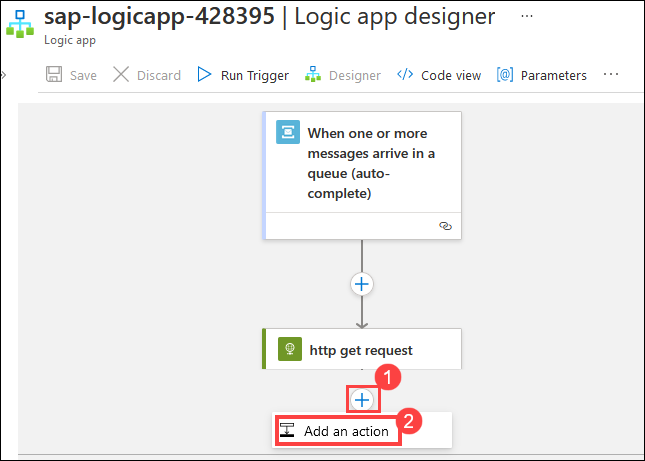 sap-logicapp-428395 | Logic app designer ...
Logic app
Save Discard Run Trigger Designer Code view Parameters ...
When one or more
messages arrive in a
queue (auto-
complete)
http get request
1
2
Add an action